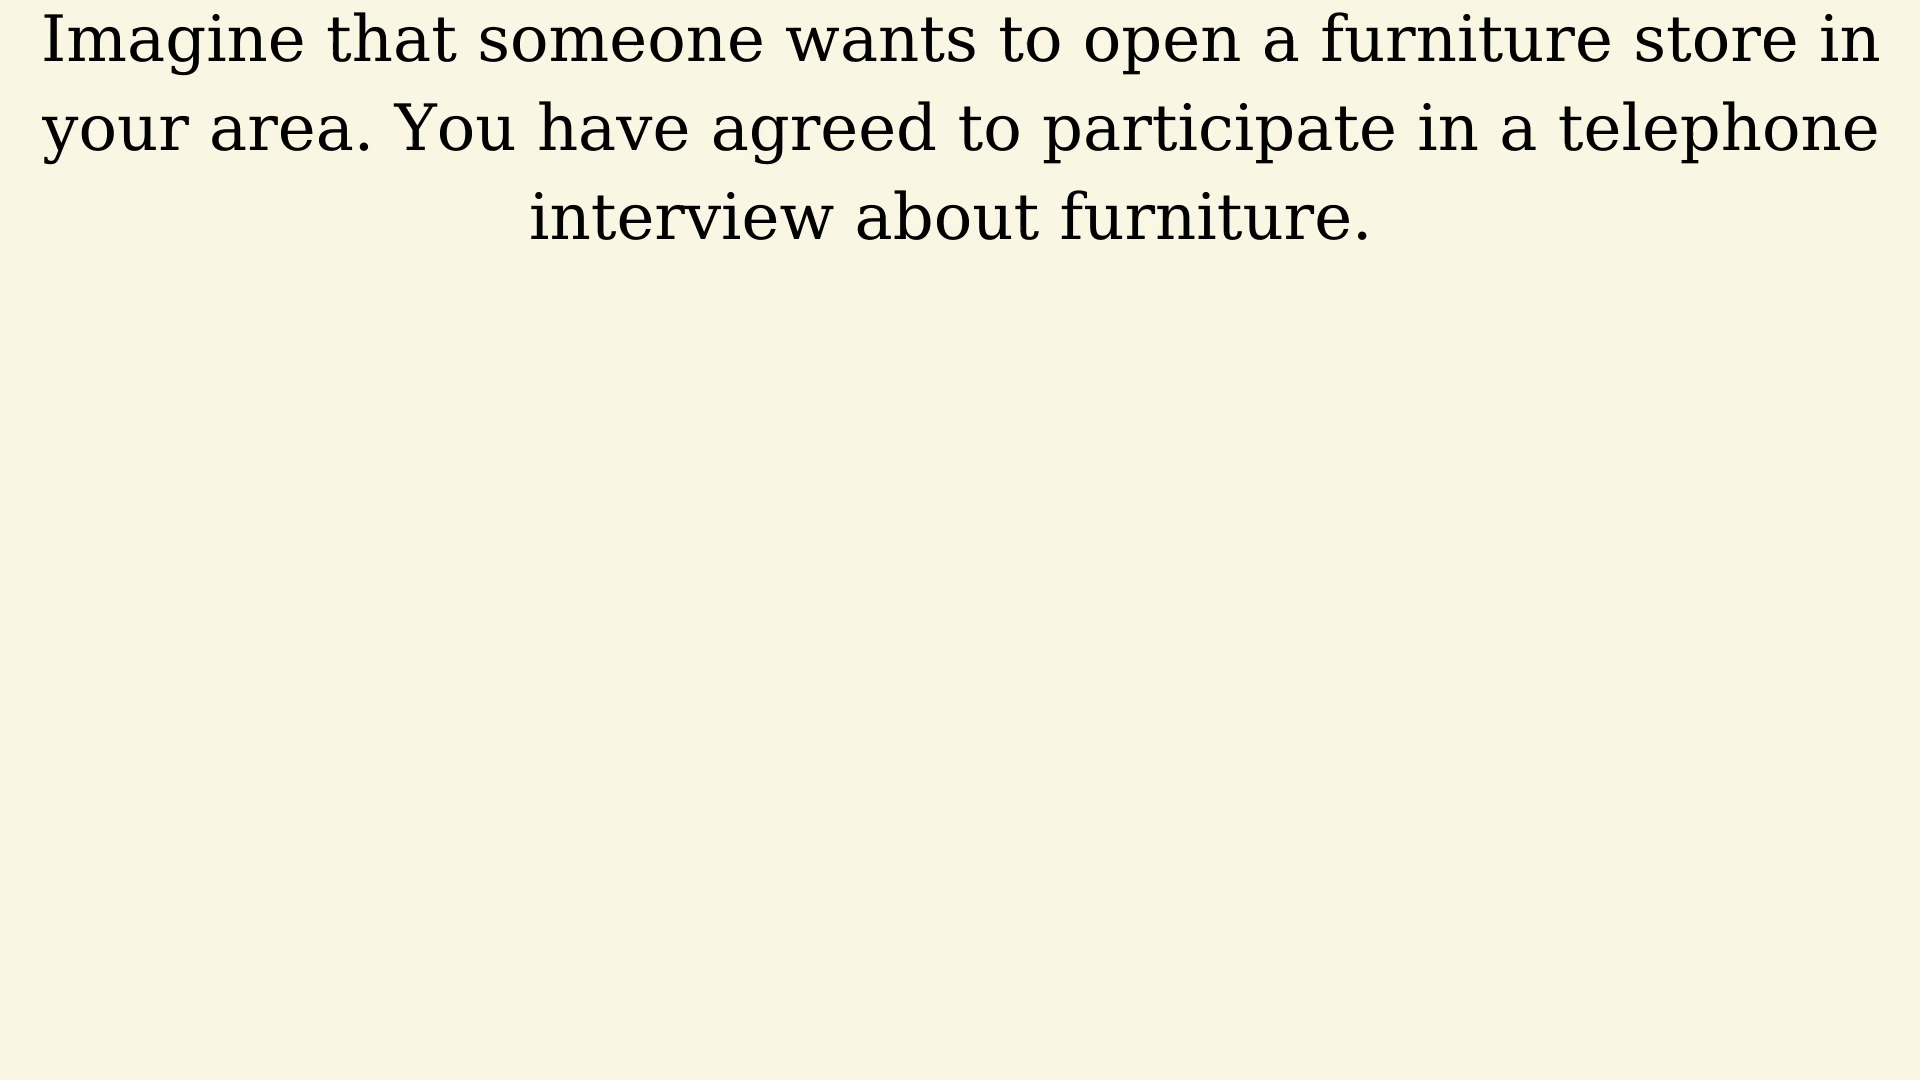 Imagine that someone wants to open a furniture store in
your area. You have agreed to participate in a telephone
interview about furniture.